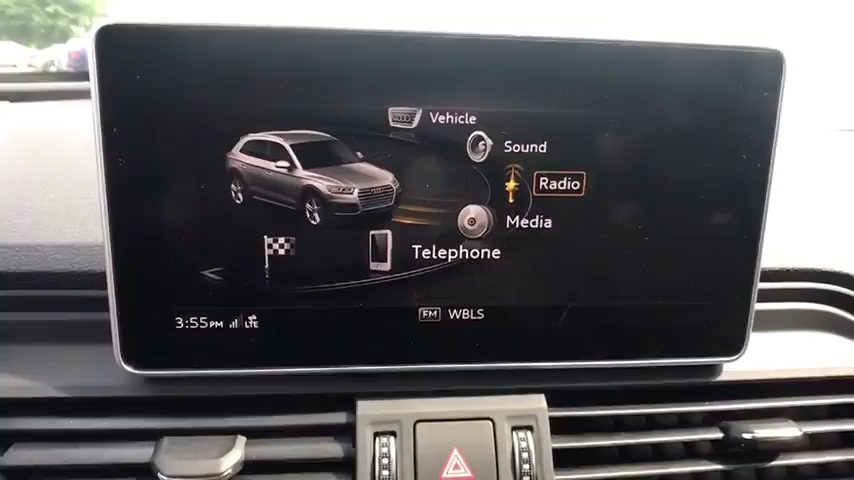 Vehicle
Sound
Radio
Media
Telephone
3:55PM LTE
FM WBLS